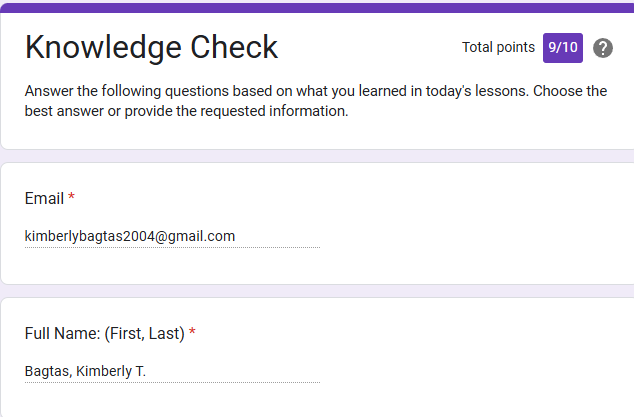 Knowledge Check
Total points 9/10 ?
Answer the following questions based on what you learned in today's lessons. Choose the
best answer or provide the requested information.
Email *
kimberlybagtas2004@gmail.com
Full Name: (First, Last) *
Bagtas, Kimberly T.